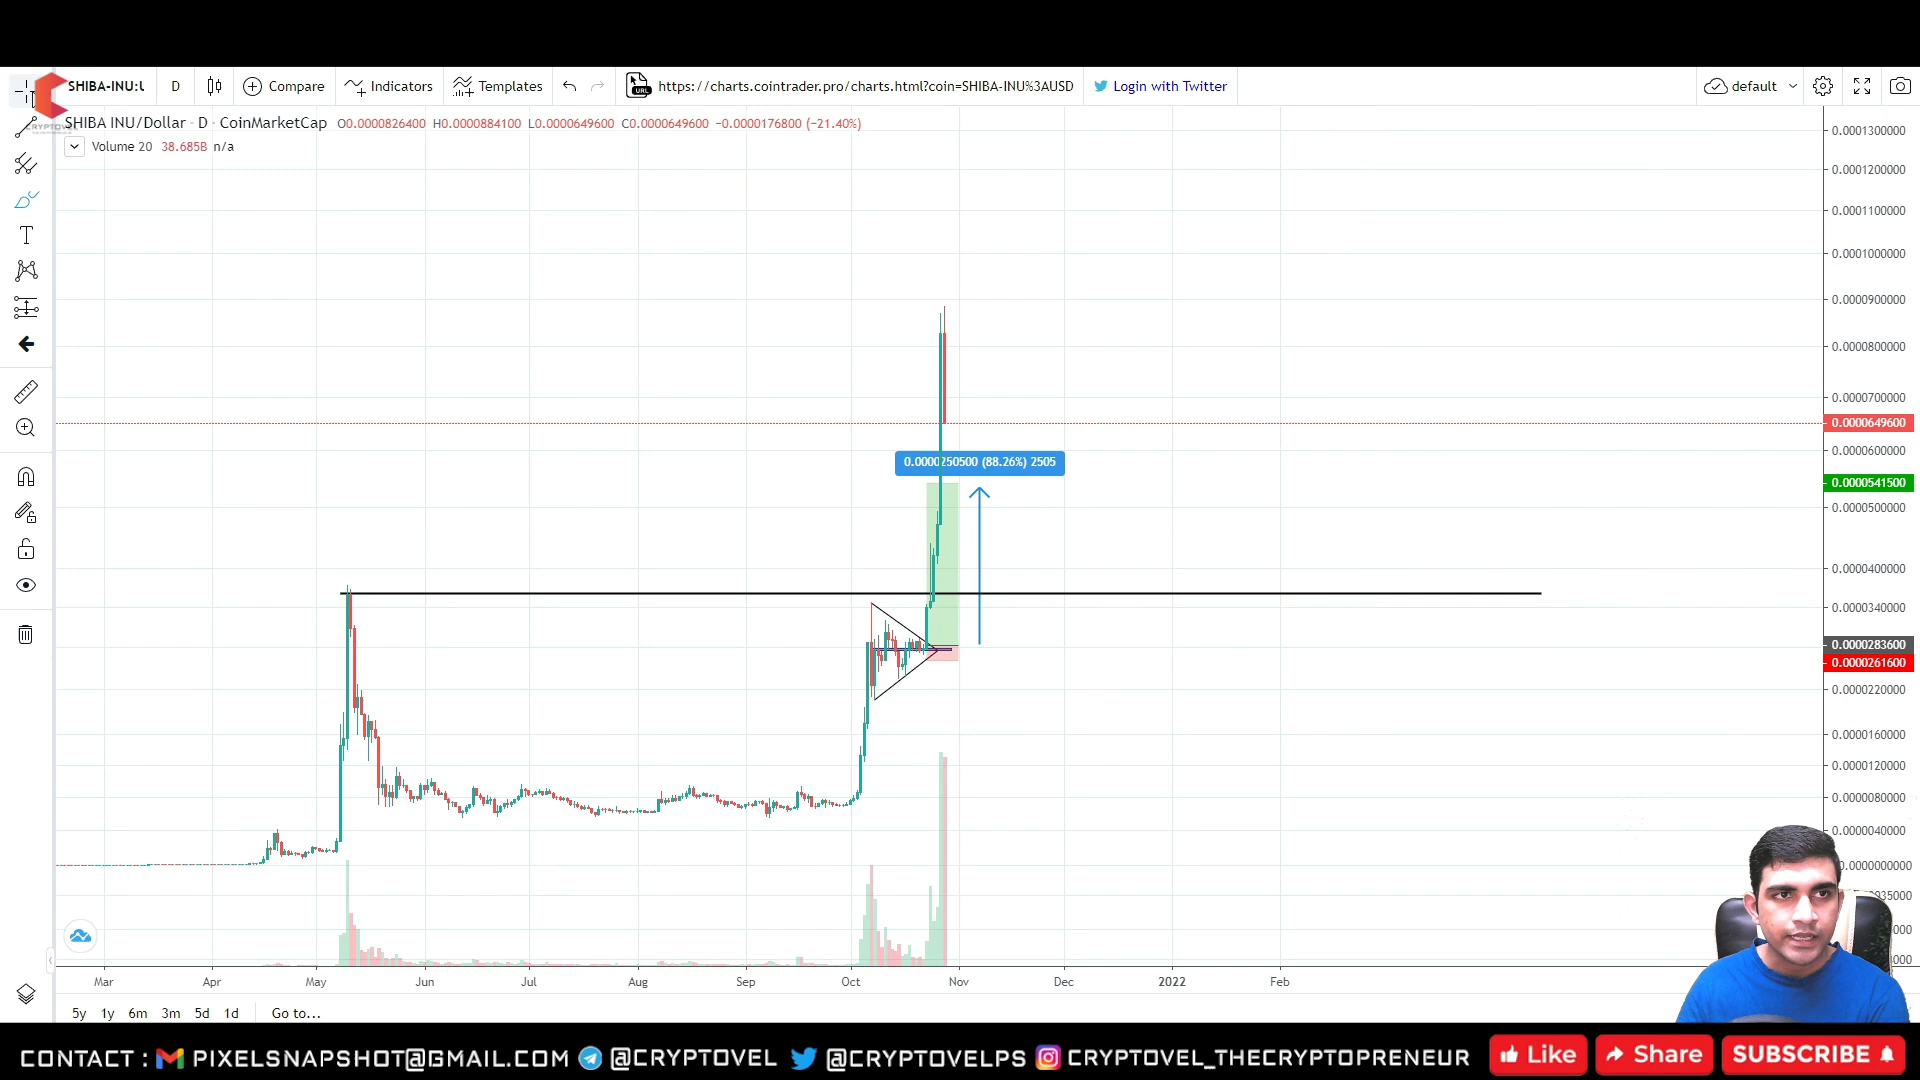 SHIBA-INU:U D Compare Indicators Templates https://charts.cointrader.pro/charts.html?coin=SHIBA-INU%3AUSD Login with Twitter default
URL
CRYPTOVEL
SHIBA INU/Dollar · D · CoinMarketCap O0.0000826400 H0.0000884100 L0.0000649600 C0.0000649600 −0.0000176800 (−21.40%)
Volume 20 38.685B n/a
0.0001300000
0.0001200000
0.0001100000
0.0001000000
0.0000900000
0.0000800000
0.0000700000
0.0000649600
0.0000600000
0.0000250500 (88.26%) 2505
0.0000541500
0.0000500000
0.0000400000
0.0000340000
0.0000283600
0.0000261600
0.0000220000
0.0000160000
0.0000120000
0.0000080000
0.0000040000
0.0000000000
Mar Apr May Jun Jul Aug Sep Oct Nov Dec 2022 Feb
5y 1y 6m 3m 5d 1d Go to...
CONTACT : PIXELSNAPSHOT@GMAIL.COM @CRYPTOVEL @CRYPTOVELPS CRYPTOVEL_THECRYPTOPRENEUR Like Share SUBSCRIBE